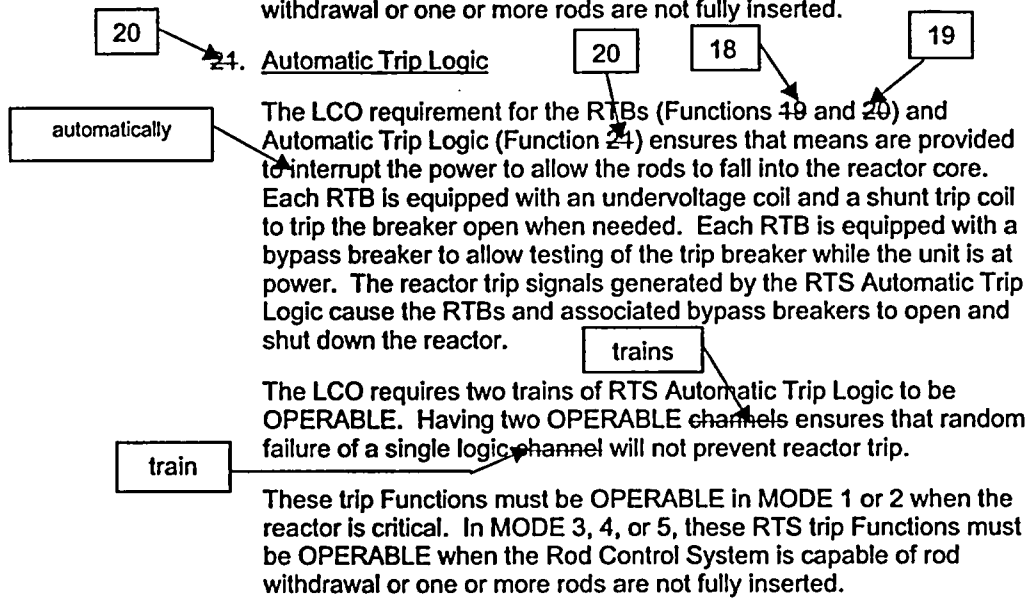 withdrawal or one or more rods are not fully inserted.
20
21. Automatic Trip Logic
20
18
19
The LCO requirement for the RTBs (Functions 19 and 20) and
automatically
Automatic Trip Logic (Function 21) ensures that means are provided
to interrupt the power to allow the rods to fall into the reactor core.
Each RTB is equipped with an undervoltage coil and a shunt trip coil
to trip the breaker open when needed. Each RTB is equipped with a
bypass breaker to allow testing of the trip breaker while the unit is at
power. The reactor trip signals generated by the RTS Automatic Trip
Logic cause the RTBs and associated bypass breakers to open and
shut down the reactor.
trains
The LCO requires two trains of RTS Automatic Trip Logic to be
OPERABLE. Having two OPERABLE channels ensures that random
failure of a single logic channel will not prevent reactor trip.
train
These trip Functions must be OPERABLE in MODE 1 or 2 when the
reactor is critical. In MODE 3, 4, or 5, these RTS trip Functions must
be OPERABLE when the Rod Control System is capable of rod
withdrawal or one or more rods are not fully inserted.